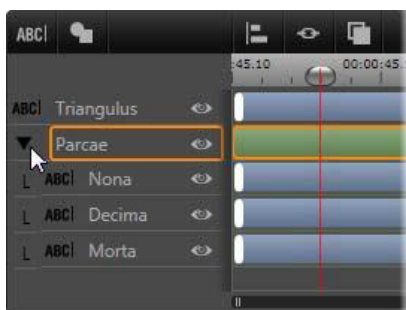 ABC
:45.10 00:00:45.
ABC Triangulus
Parcae
ABC Nona
ABC Decima
ABC Morta